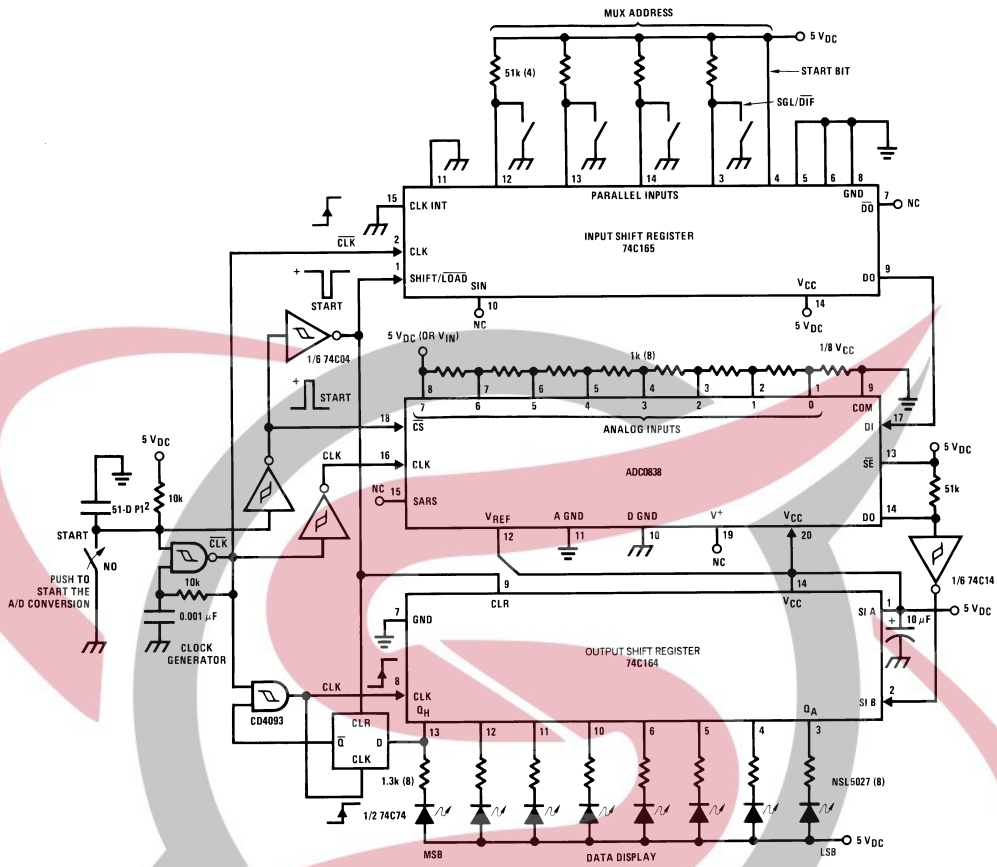 MUX ADDRESS
5 VDC
51k (4)
START BIT
SGL/DIF
11 12 13 14 3 4 5 6 8
PARALLEL INPUTS
GND
7
DO
NC
15
CLK INT
INPUT SHIFT REGISTER
74C165
CLK
2
CLK
1
SHIFT/LOAD
9
DO
+
START
SIN
10
NC
VCC
14
5 VDC
1/6 74C04
5 VDC (OR VIN)
1k (8)
1/8 VCC
START
8 7 6 5 4 3 2 1 9
7 6 5 4 3 2 1 0
COM
ANALOG INPUTS
17
DI
18
CS
CLK
16
CLK
ADC0838
13
SE
5 VDC
51k
NC
15
SARS
14
DO
VREF
12
A GND
11
D GND
10
V+
19
NC
VCC
20
5 VDC
10k
51-D P1²
START
NO
CLK
PUSH TO
START THE
A/D CONVERSION
10k
0.001 µF
CLOCK
GENERATOR
1/6 74C14
9
CLR
14
VCC
7
GND
SI A
1
+
10 µF
5 VDC
OUTPUT SHIFT REGISTER
74C164
CLK
8
CLK
2
SI B
CD4093
QH
QA
CLR
Q
D
CLK
13 12 11 10 6 5 4 3
1.3k (8)
NSL5027 (8)
1/2 74C74
MSB
DATA DISPLAY
LSB
5 VDC